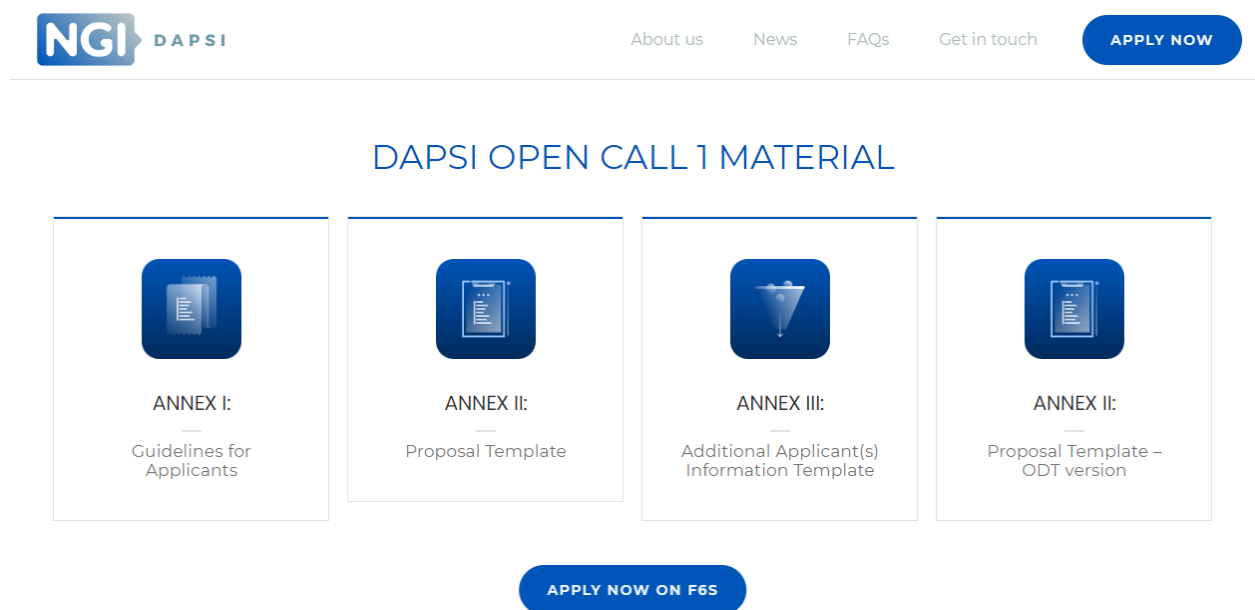 NGI DAPSI
About us News FAQs Get in touch APPLY NOW
DAPSI OPEN CALL 1 MATERIAL
ANNEX I:
Guidelines for
Applicants
ANNEX II:
Proposal Template
ANNEX III:
Additional Applicant(s)
Information Template
ANNEX II:
Proposal Template –
ODT version
APPLY NOW ON F6S